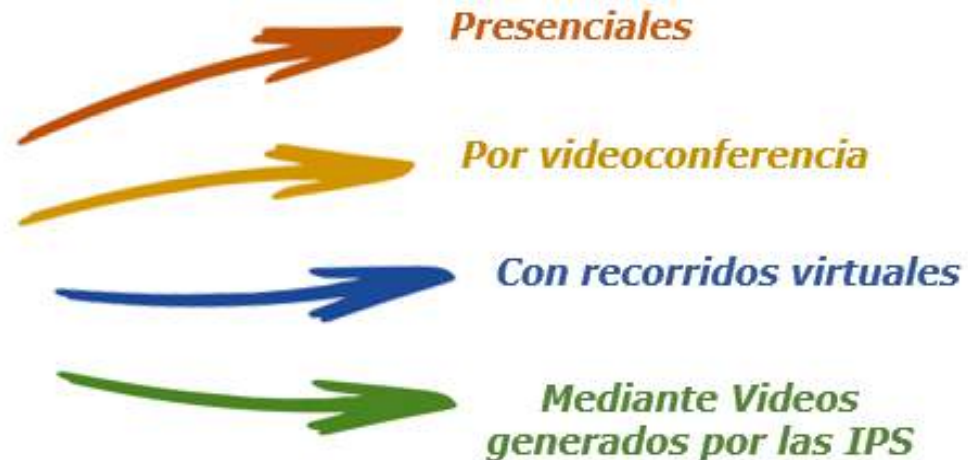 Presenciales
Por videoconferencia
Con recorridos virtuales
Mediante Videos
generados por las IPS